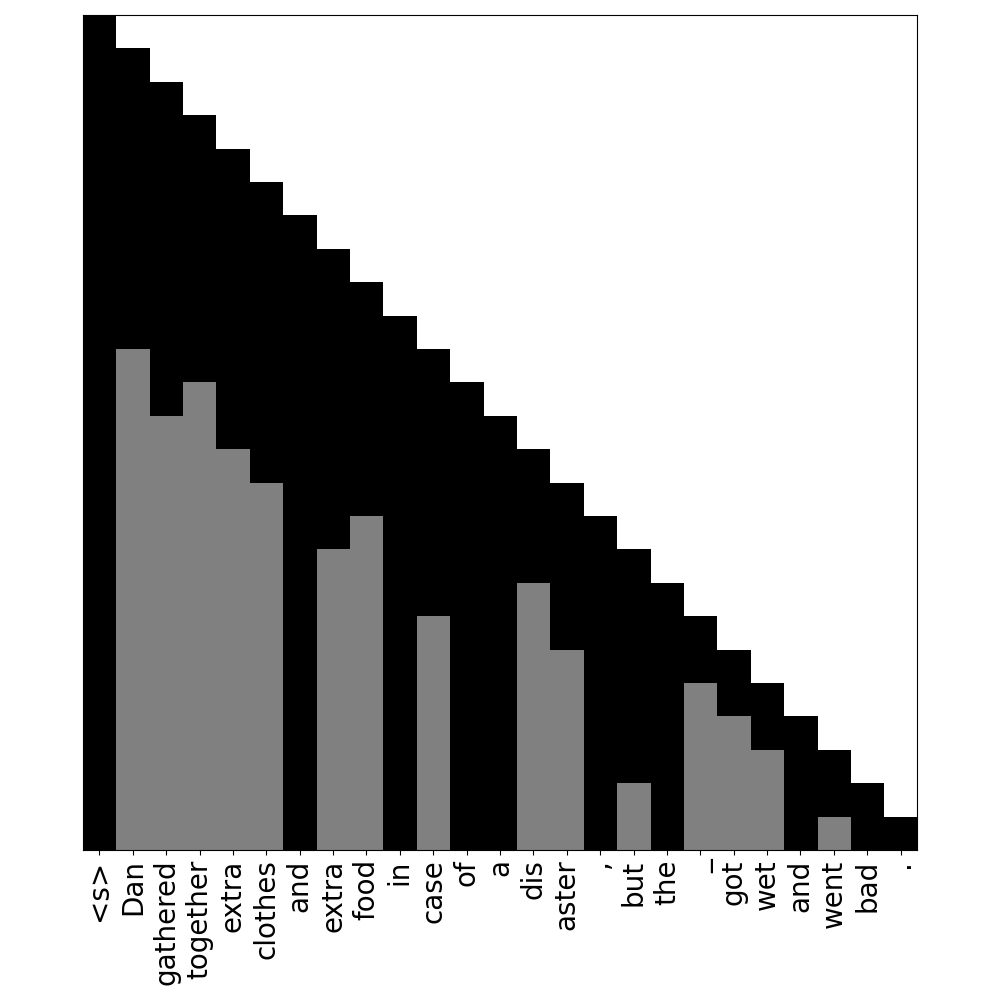 <s> Dan gathered together extra clothes and extra food in case of a dis aster , but the _ got wet and went bad .